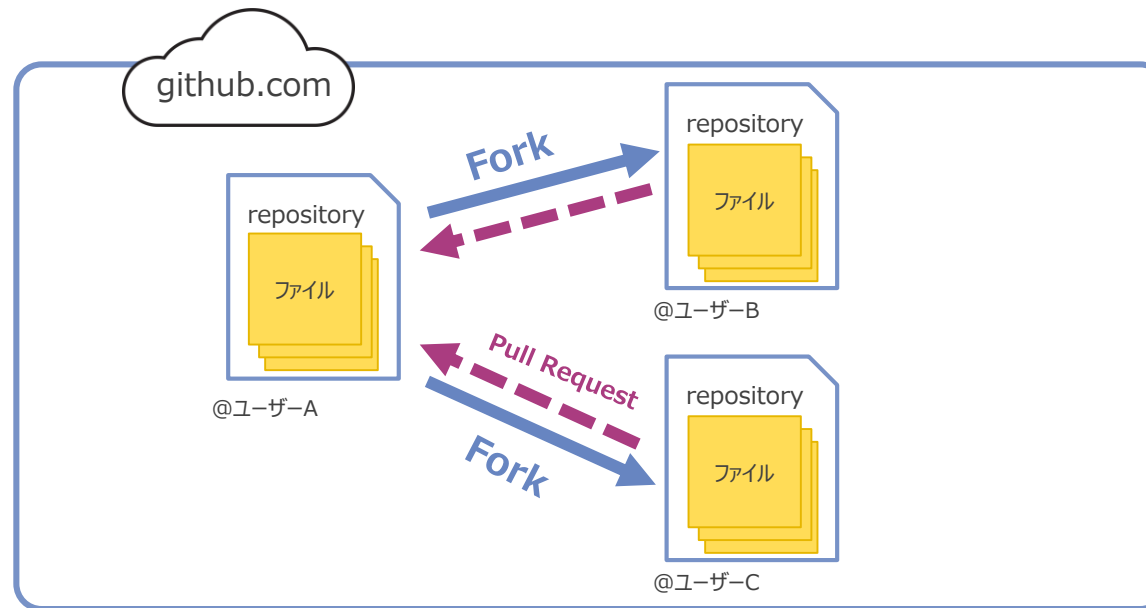 github.com
repository
ファイル
@ユーザーA
Fork
repository
ファイル
@ユーザーB
Pull Request
Fork
repository
ファイル
@ユーザーC